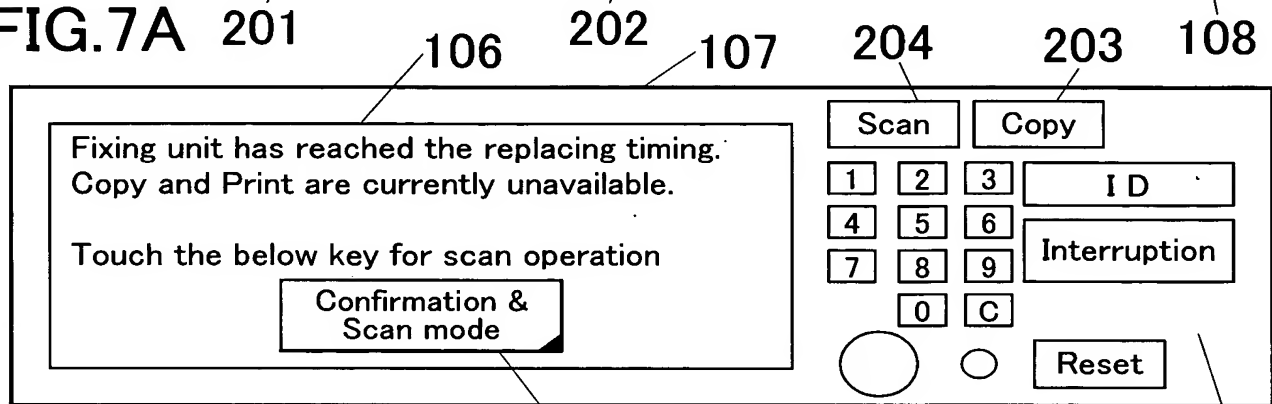 FIG.7A 201 202 108
106 107 204 203
Scan Copy
Fixing unit has reached the replacing timing.
Copy and Print are currently unavailable.
1 2 3 ID
4 5 6 Interruption
Touch the below key for scan operation
7 8 9
Confirmation &
Scan mode
0 C
Reset